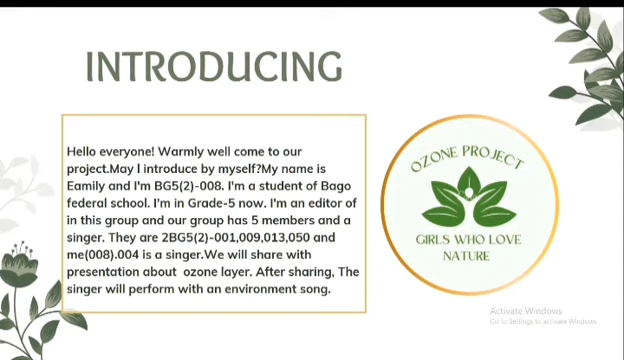 INTRODUCING
Hello everyone! Warmly well come to our
project.May I introduce by myself?My name is
Eamily and I'm BG5(2)-008. I'm a student of Bago
federal school. I'm in Grade-5 now. I'm an editor of
in this group and our group has 5 members and a
singer. They are 2BG5(2)-001,009,013,050 and
me(008).004 is a singer.We will share with
presentation about ozone layer. After sharing, The
singer will perform with an environment song.
OZONE PROJECT
GIRLS WHO LOVE
NATURE
Activate Windows
Go to Settings to activate Windows.